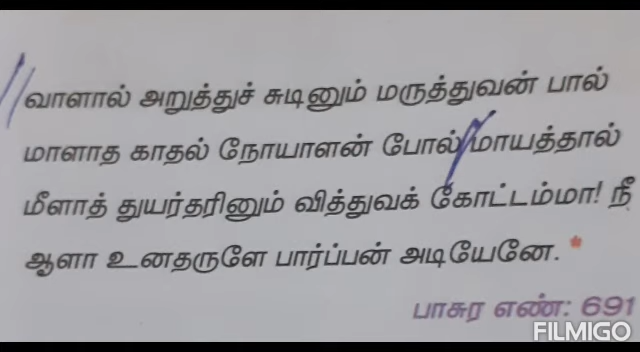 வாளால் அறுத்துச் சுடினும் மருத்துவன் பால்
மாளாத காதல் நோயாளன் போல் மாயத்தால்
மீளாத் துயர்தரினும் வித்துவக் கோட்டம்மா! நீ
ஆளா உனதருளே பார்ப்பன் அடியேனே. *
பாசுர எண்: 691
FILMIGO